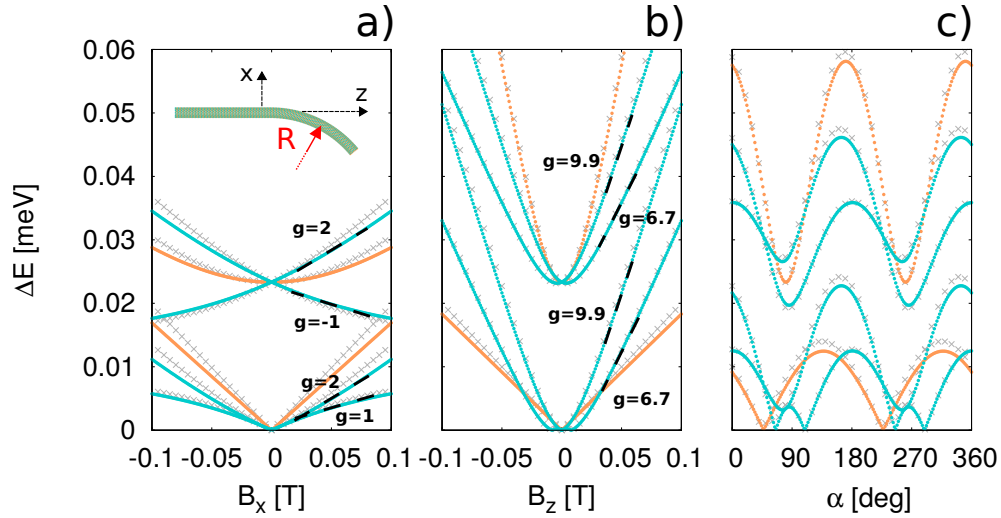 a) b) c)
0.06
0.05
0.04
0.03
0.02
0.01
0
ΔE [meV]
x
z
R
g=2
g=-1
g=2
g=1
g=9.9
g=6.7
g=9.9
g=6.7
-0.1 -0.05 0 0.05 0.1
-0.1 -0.05 0 0.05 0.1
0 90 180 270 360
B_x [T] B_z [T] α [deg]